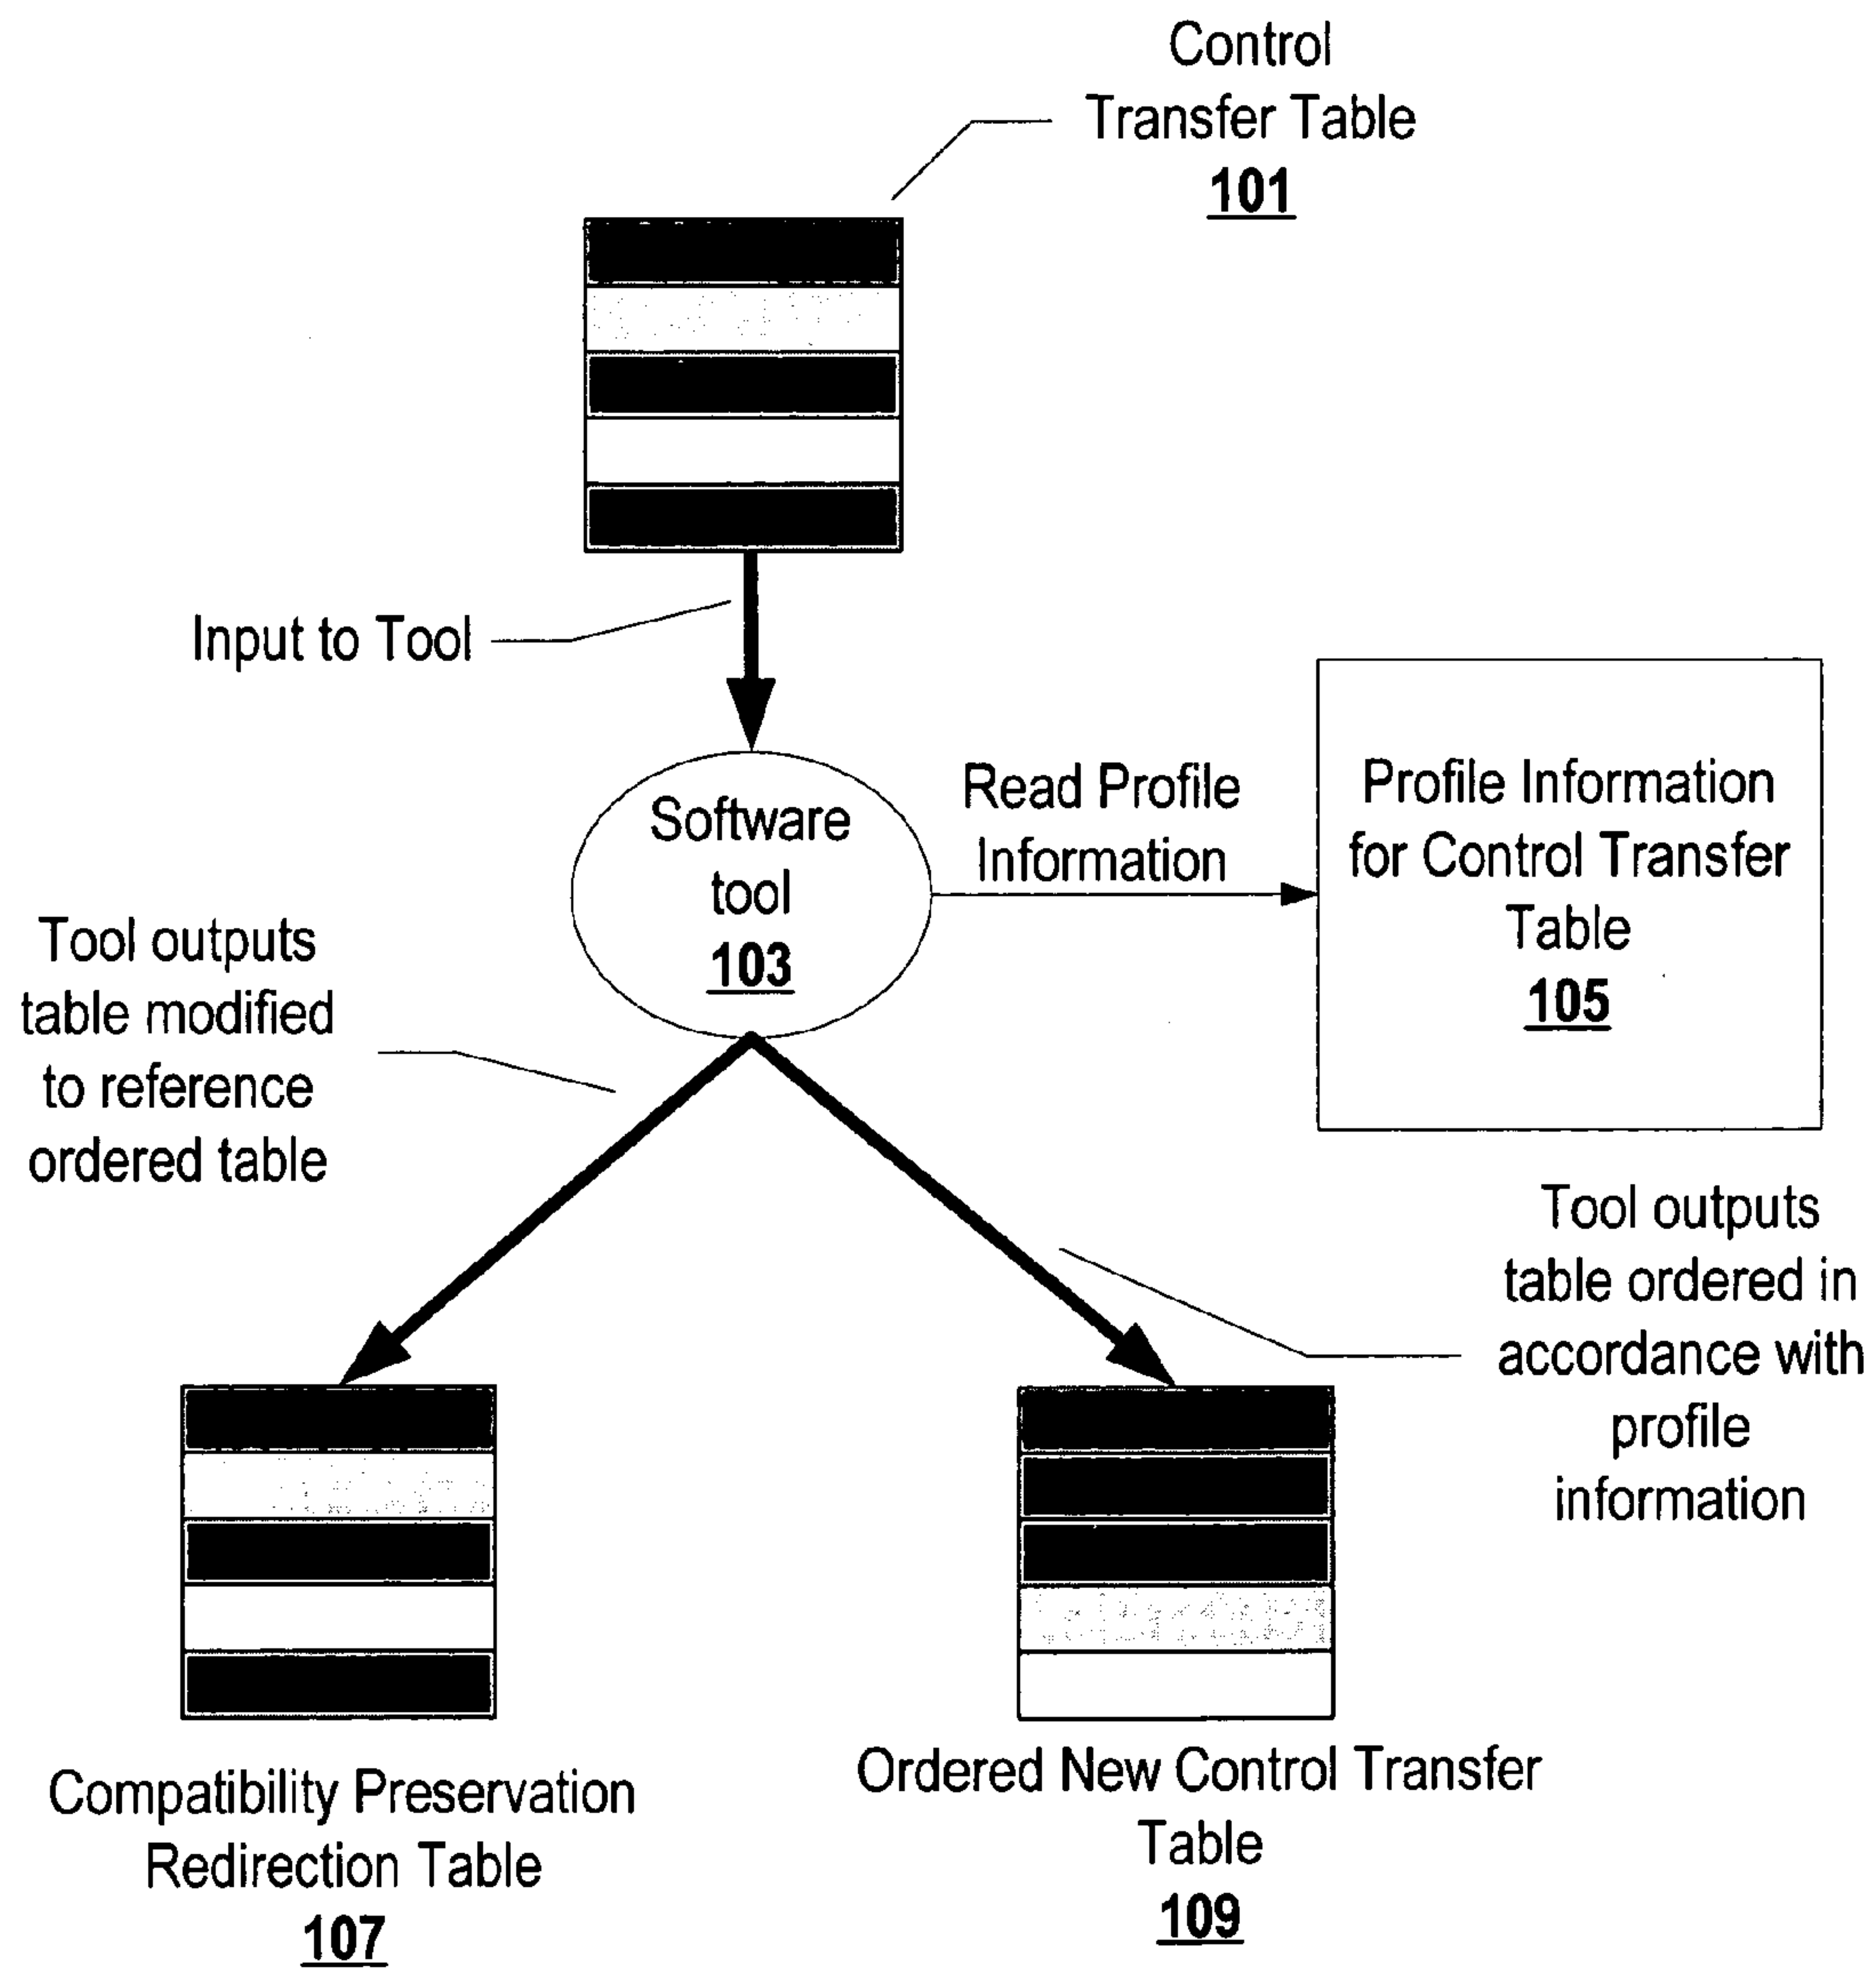 Control
Transfer Table
101
Input to Tool
Software
tool
103
Read Profile
Information
Profile Information
for Control Transfer
Table
105
Tool outputs
table modified
to reference
ordered table
Tool outputs
table ordered in
accordance with
profile
information
Compatibility Preservation
Redirection Table
107
Ordered New Control Transfer
Table
109